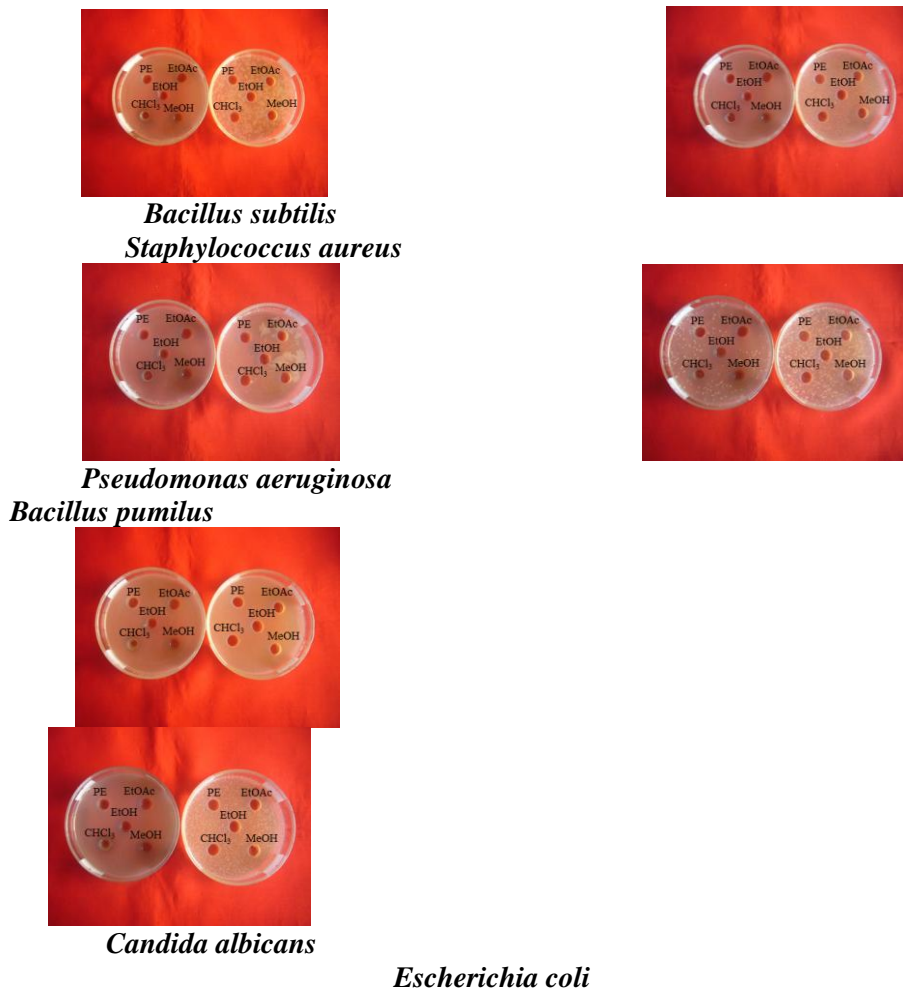 PE EtOAc PE EtOAc
EtOH EtOH
CHCl₃ MeOH CHCl₃ MeOH
PE EtOAc PE EtOAc
EtOH EtOH
CHCl₃ MeOH CHCl₃ MeOH
Bacillus subtilis
Staphylococcus aureus
PE EtOAc PE EtOAc
EtOH EtOH
CHCl₃ MeOH CHCl₃ MeOH
PE EtOAc PE EtOAc
EtOH EtOH
CHCl₃ MeOH CHCl₃ MeOH
Pseudomonas aeruginosa
Bacillus pumilus
PE EtOAc PE EtOAc
EtOH EtOH
CHCl₃ MeOH CHCl₃ MeOH
PE EtOAc PE EtOAc
EtOH EtOH
CHCl₃ MeOH CHCl₃ MeOH
Candida albicans
Escherichia coli